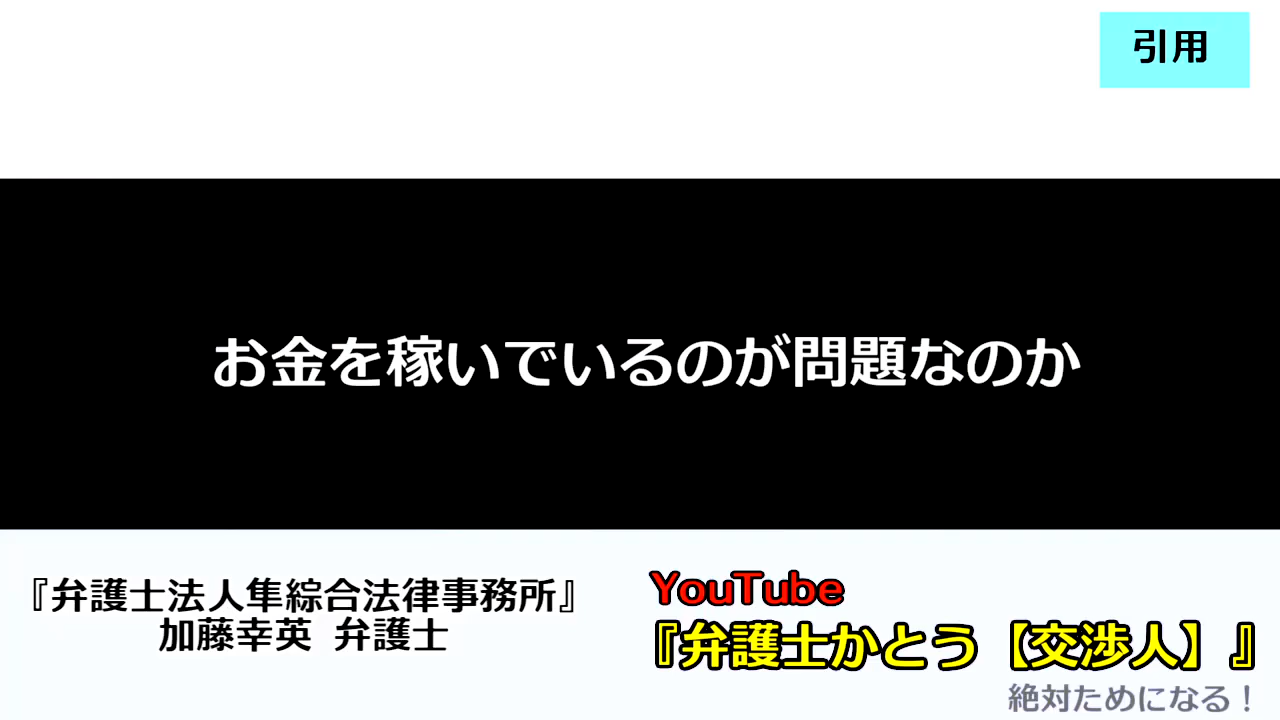 引用
お金を稼いでいるのが問題なのか
『弁護士法人隼綜合法律事務所』
加藤幸英 弁護士
YouTube
『弁護士かとう【交渉人】』
絶対ためになる！